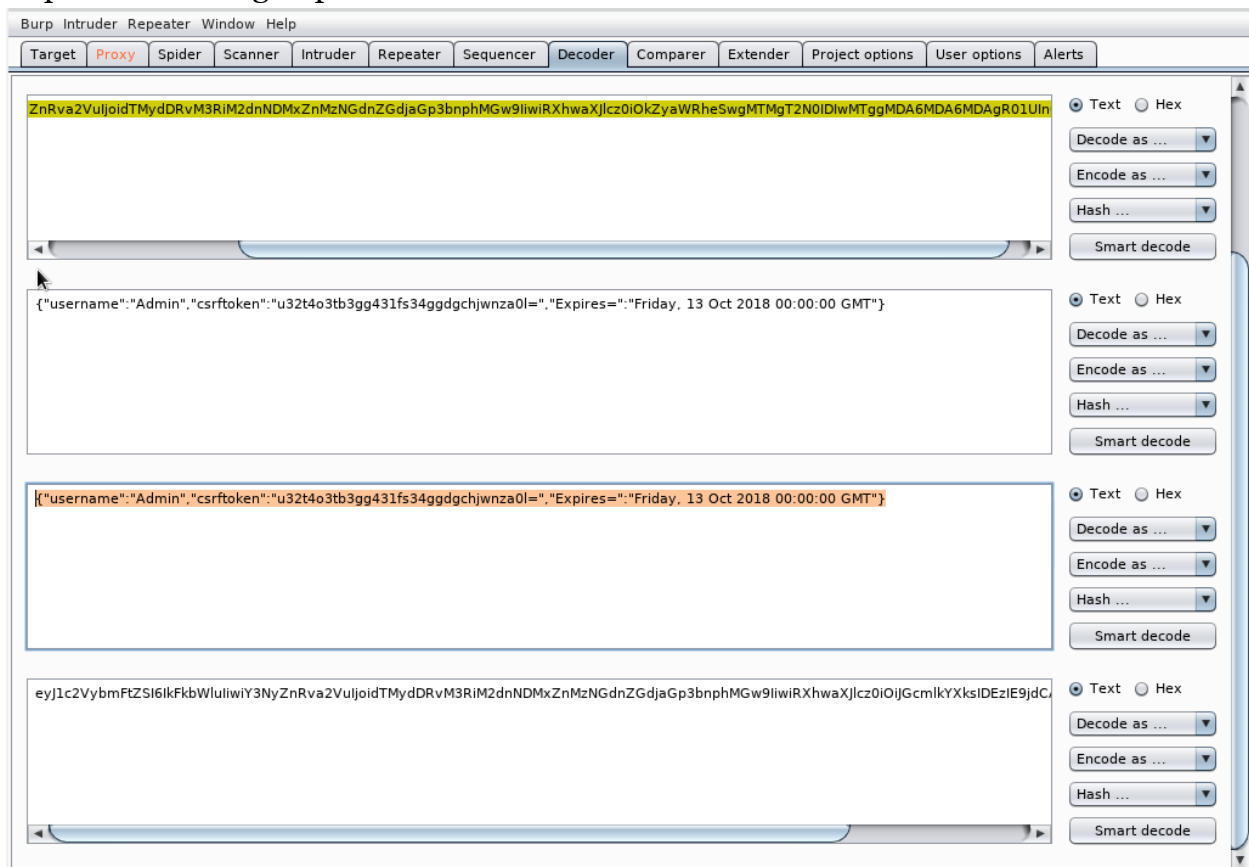 Burp Intruder Repeater Window Help
Target Proxy Spider Scanner Intruder Repeater Sequencer Decoder Comparer Extender Project options User options Alerts
ZnRva2VuIjoidTMydDRvM3RiM2dnNDMxZnMzNGdnZGdjaGp3bnphMGw9IiwiRXhwaXJlcz0iOkZyaWRheSwgMTMgT2N0IDIwMTggMDA6MDA6MDAgR01UIn
Text Hex
Decode as ...
Encode as ...
Hash ...
Smart decode
{"username":"Admin","csrftoken":"u32t4o3tb3gg431fs34ggdgchjwnza0l=","Expires=":"Friday, 13 Oct 2018 00:00:00 GMT"}
Text Hex
Decode as ...
Encode as ...
Hash ...
Smart decode
{"username":"Admin","csrftoken":"u32t4o3tb3gg431fs34ggdgchjwnza0l=","Expires=":"Friday, 13 Oct 2018 00:00:00 GMT"}
Text Hex
Decode as ...
Encode as ...
Hash ...
Smart decode
eyJ1c2VybmFtZSI6IkFkbWluIiwiY3NyZnRva2VuIjoidTMydDRvM3RiM2dnNDMxZnMzNGdnZGdjaGp3bnphMGw9IiwiRXhwaXJlcz0iOiJGcmlkYXksIDEzIE9jdCA
Text Hex
Decode as ...
Encode as ...
Hash ...
Smart decode